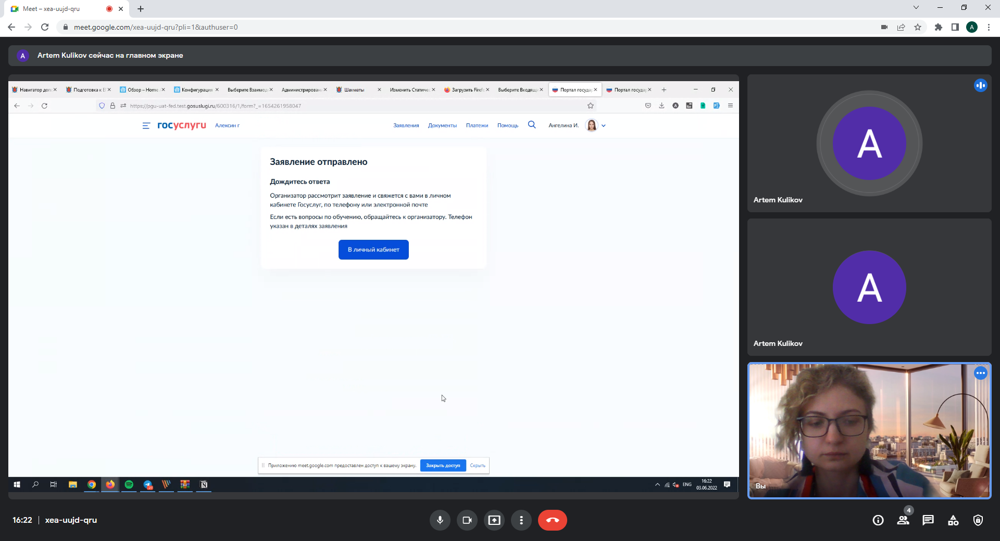 Meet – xea-uujd-qru
meet.google.com/xea-uujd-qru?pli=1&authuser=0
A
A
Artem Kulikov сейчас на главном экране
Навигатор доп
Подготовка к Е
Обзор – Home
Конфигурация
Выберите Взаимод
Администрирован
Шахматы
Изменить Статичес
Загрузить Firefo
Выберите Входящи
Портал государ
Портал государ
https://pgu-uat-fed.test.gosuslugi.ru/600316/1/form?_=1654261958047
госуслуги
Алексин г
Заявления
Документы
Платежи
Помощь
Ангелина И.
Заявление отправлено
Дождитесь ответа
Организатор рассмотрит заявление и свяжется с вами в личном
кабинете Госуслуг, по телефону или электронной почте
Если есть вопросы по обучению, обращайтесь к организатору. Телефон
указан в деталях заявления
В личный кабинет
Приложению meet.google.com предоставлен доступ к вашему экрану.
Закрыть доступ
Скрыть
ENG
16:22
03.06.2022
A
Artem Kulikov
A
Artem Kulikov
Вы
16:22 | xea-uujd-qru
4